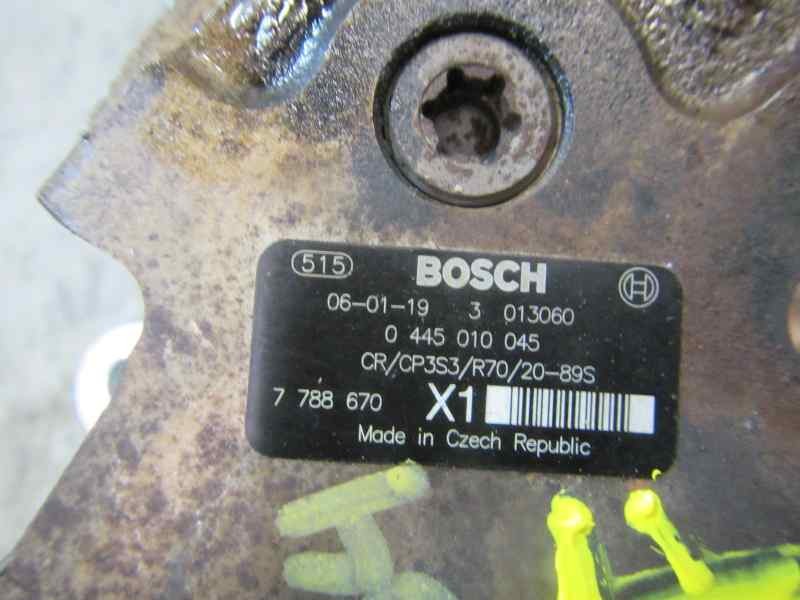 515 BOSCH
06-01-19 3 013060
0 445 010 045
CR/CP3S3/R70/20-89S
7 788 670 X1
Made in Czech Republic